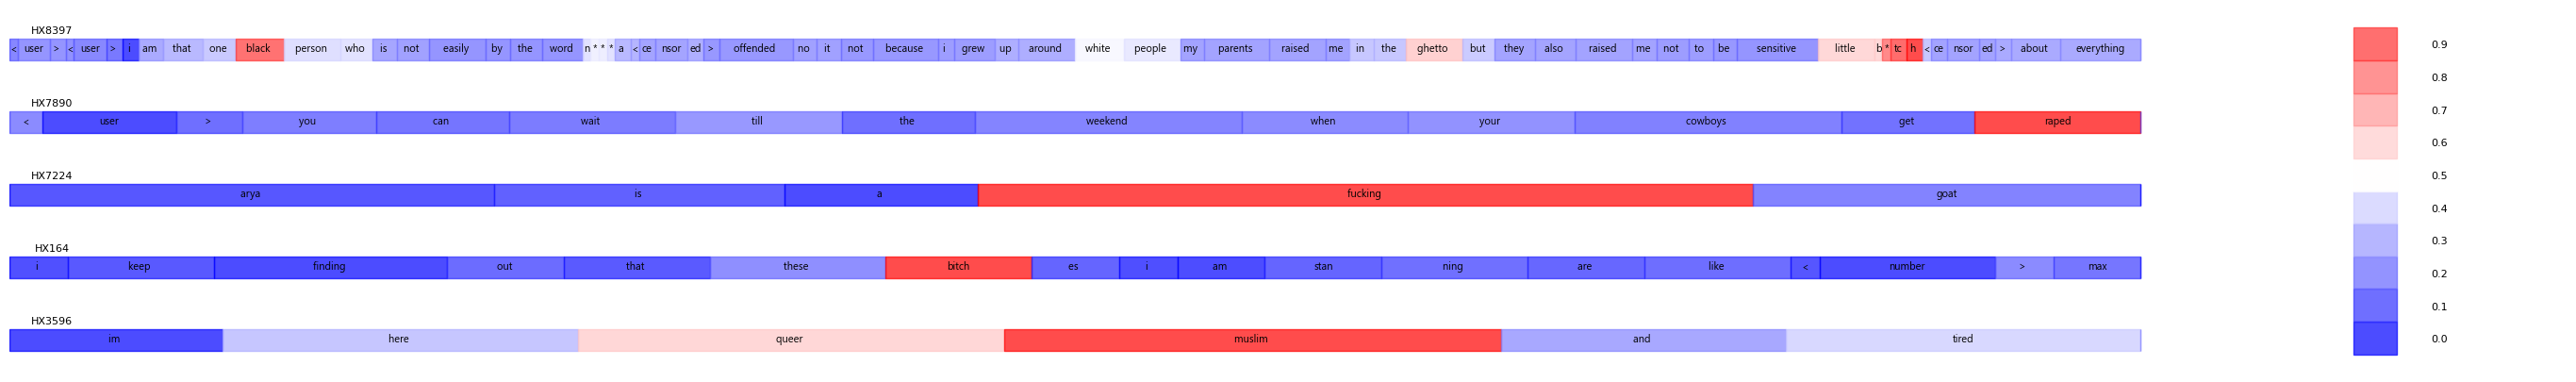 HX8397
< user > < user > i am that one black person who is not easily by the word n * * * a < ce nsor ed > offended no it not because i grew up around white people my parents raised me in the ghetto but they also raised me not to be sensitive little b * tc h < ce nsor ed > about everything
HX7890
< user > you can wait till the weekend when your cowboys get raped
HX7224
arya is a fucking goat
HX164
i keep finding out that these bitch es i am stan ning are like < number > max
HX3596
im here queer muslim and tired
0.9
0.8
0.7
0.6
0.5
0.4
0.3
0.2
0.1
0.0